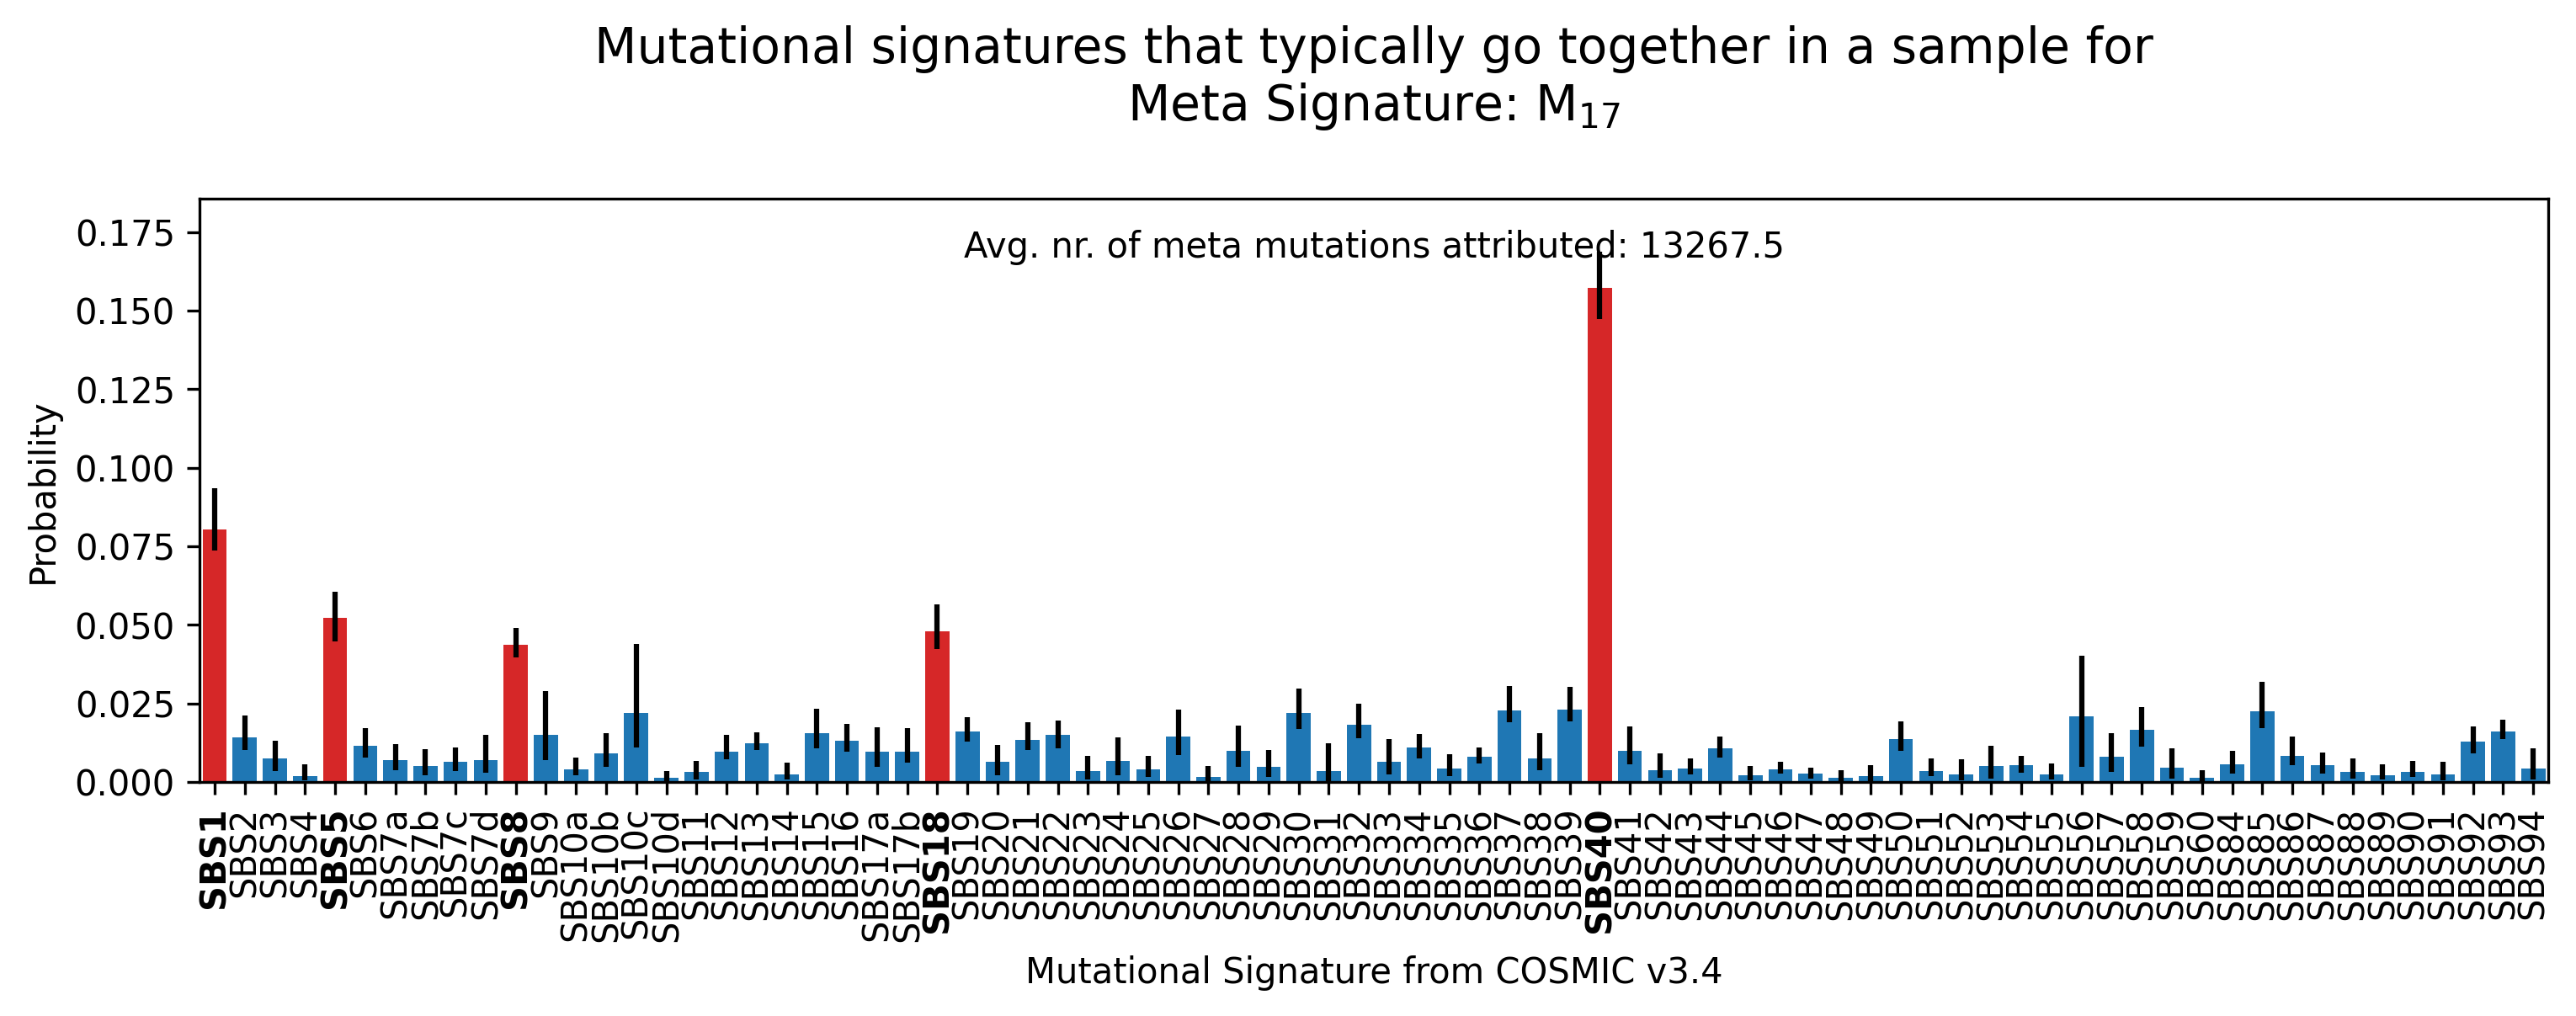 Mutational signatures that typically go together in a sample for
Meta Signature: M₁₇
Avg. nr. of meta mutations attributed: 13267.5
Probability
0.175
0.150
0.125
0.100
0.075
0.050
0.025
0.000
SBS1
SBS2
SBS3
SBS4
SBS5
SBS6
SBS7a
SBS7b
SBS7c
SBS7d
SBS8
SBS9
SBS10a
SBS10b
SBS10c
SBS10d
SBS11
SBS12
SBS13
SBS14
SBS15
SBS16
SBS17a
SBS17b
SBS18
SBS19
SBS20
SBS21
SBS22
SBS23
SBS24
SBS25
SBS26
SBS27
SBS28
SBS29
SBS30
SBS31
SBS32
SBS33
SBS34
SBS35
SBS36
SBS37
SBS38
SBS39
SBS40
SBS41
SBS42
SBS43
SBS44
SBS45
SBS46
SBS47
SBS48
SBS49
SBS50
SBS51
SBS52
SBS53
SBS54
SBS55
SBS56
SBS57
SBS58
SBS59
SBS60
SBS84
SBS85
SBS86
SBS87
SBS88
SBS89
SBS90
SBS91
SBS92
SBS93
SBS94
Mutational Signature from COSMIC v3.4